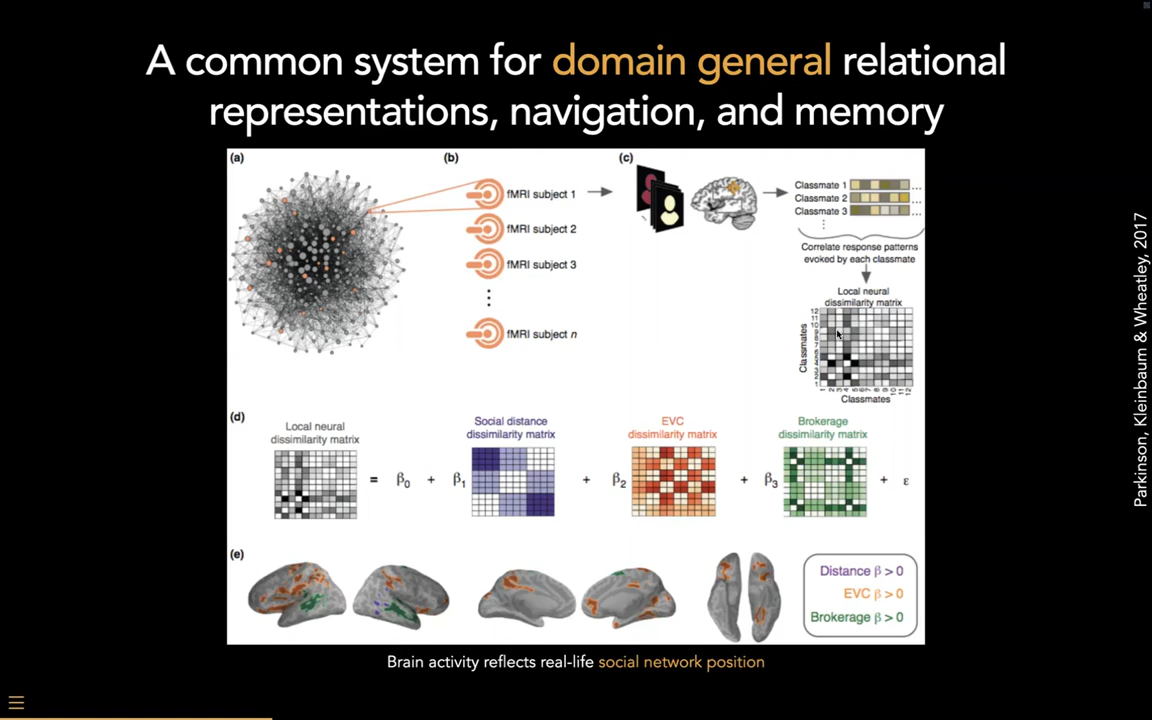 A common system for domain general relational
representations, navigation, and memory
(a)
(b)
(c)
fMRI subject 1
fMRI subject 2
fMRI subject 3
fMRI subject n
Classmate 1
Classmate 2
Classmate 3
Correlate response patterns
evoked by each classmate
Local neural
dissimilarity matrix
Classmates
Classmates
(d)
Local neural
dissimilarity matrix
Social distance
dissimilarity matrix
EVC
dissimilarity matrix
Brokerage
dissimilarity matrix
= β0 + β1 + β2 + β3 + ε
(e)
Distance β > 0
EVC β > 0
Brokerage β > 0
Brain activity reflects real-life social network position
Parkinson, Kleinbaum & Wheatley, 2017